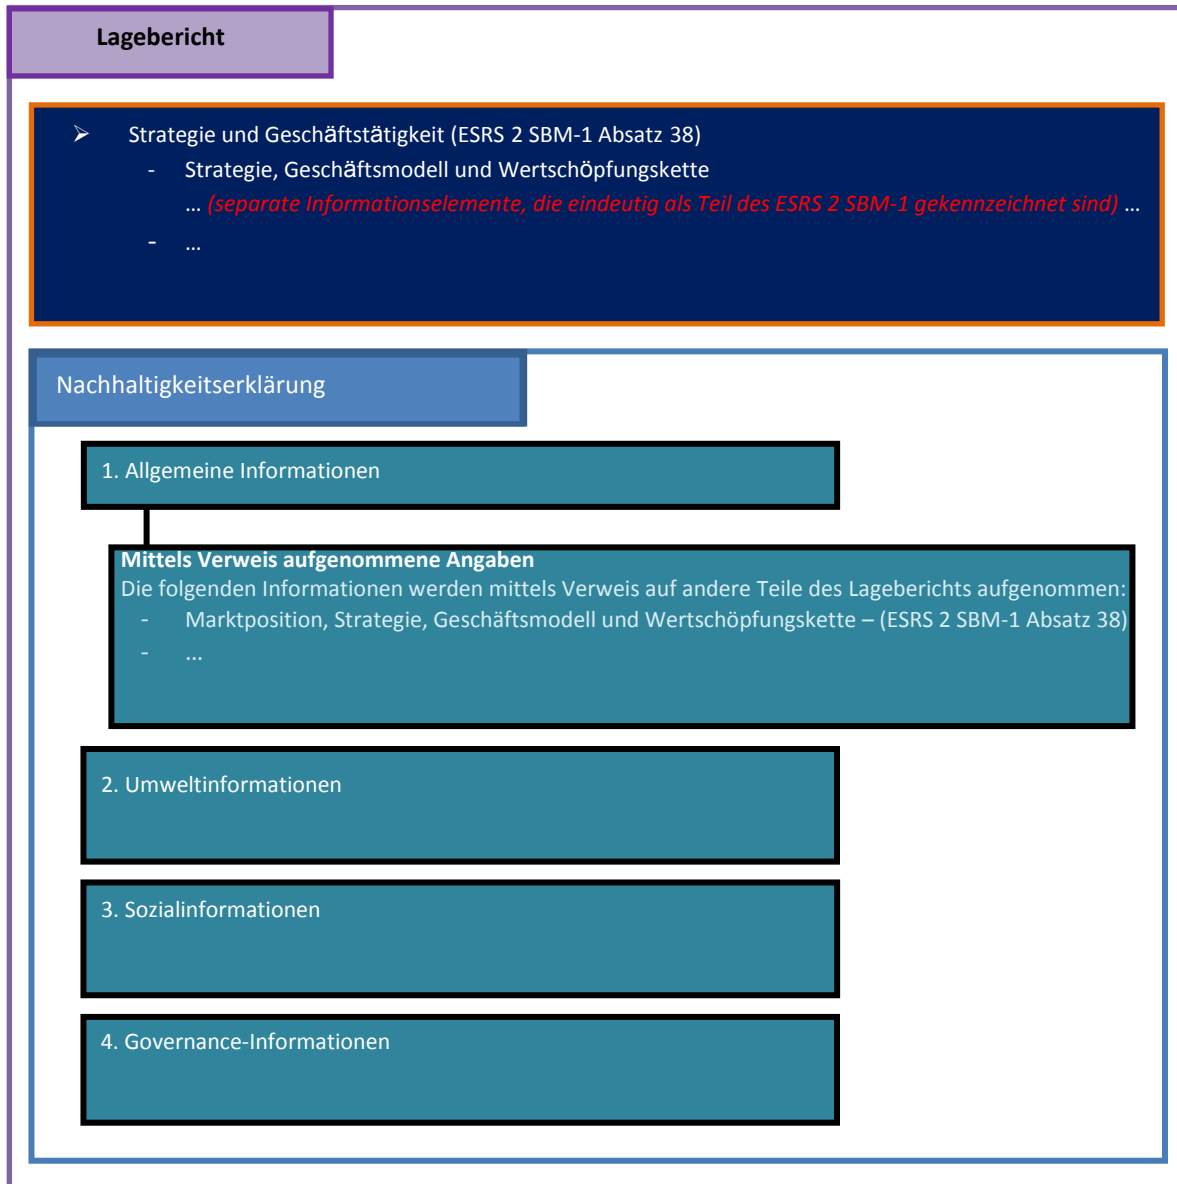 Lagebericht
➢ Strategie und Geschäftstätigkeit (ESRS 2 SBM-1 Absatz 38)
- Strategie, Geschäftsmodell und Wertschöpfungskette
... (separate Informationselemente, die eindeutig als Teil des ESRS 2 SBM-1 gekennzeichnet sind) ...
- ...
Nachhaltigkeitserklärung
1. Allgemeine Informationen
Mittels Verweis aufgenommene Angaben
Die folgenden Informationen werden mittels Verweis auf andere Teile des Lageberichts aufgenommen:
- Marktposition, Strategie, Geschäftsmodell und Wertschöpfungskette – (ESRS 2 SBM-1 Absatz 38)
- ...
2. Umweltinformationen
3. Sozialinformationen
4. Governance-Informationen